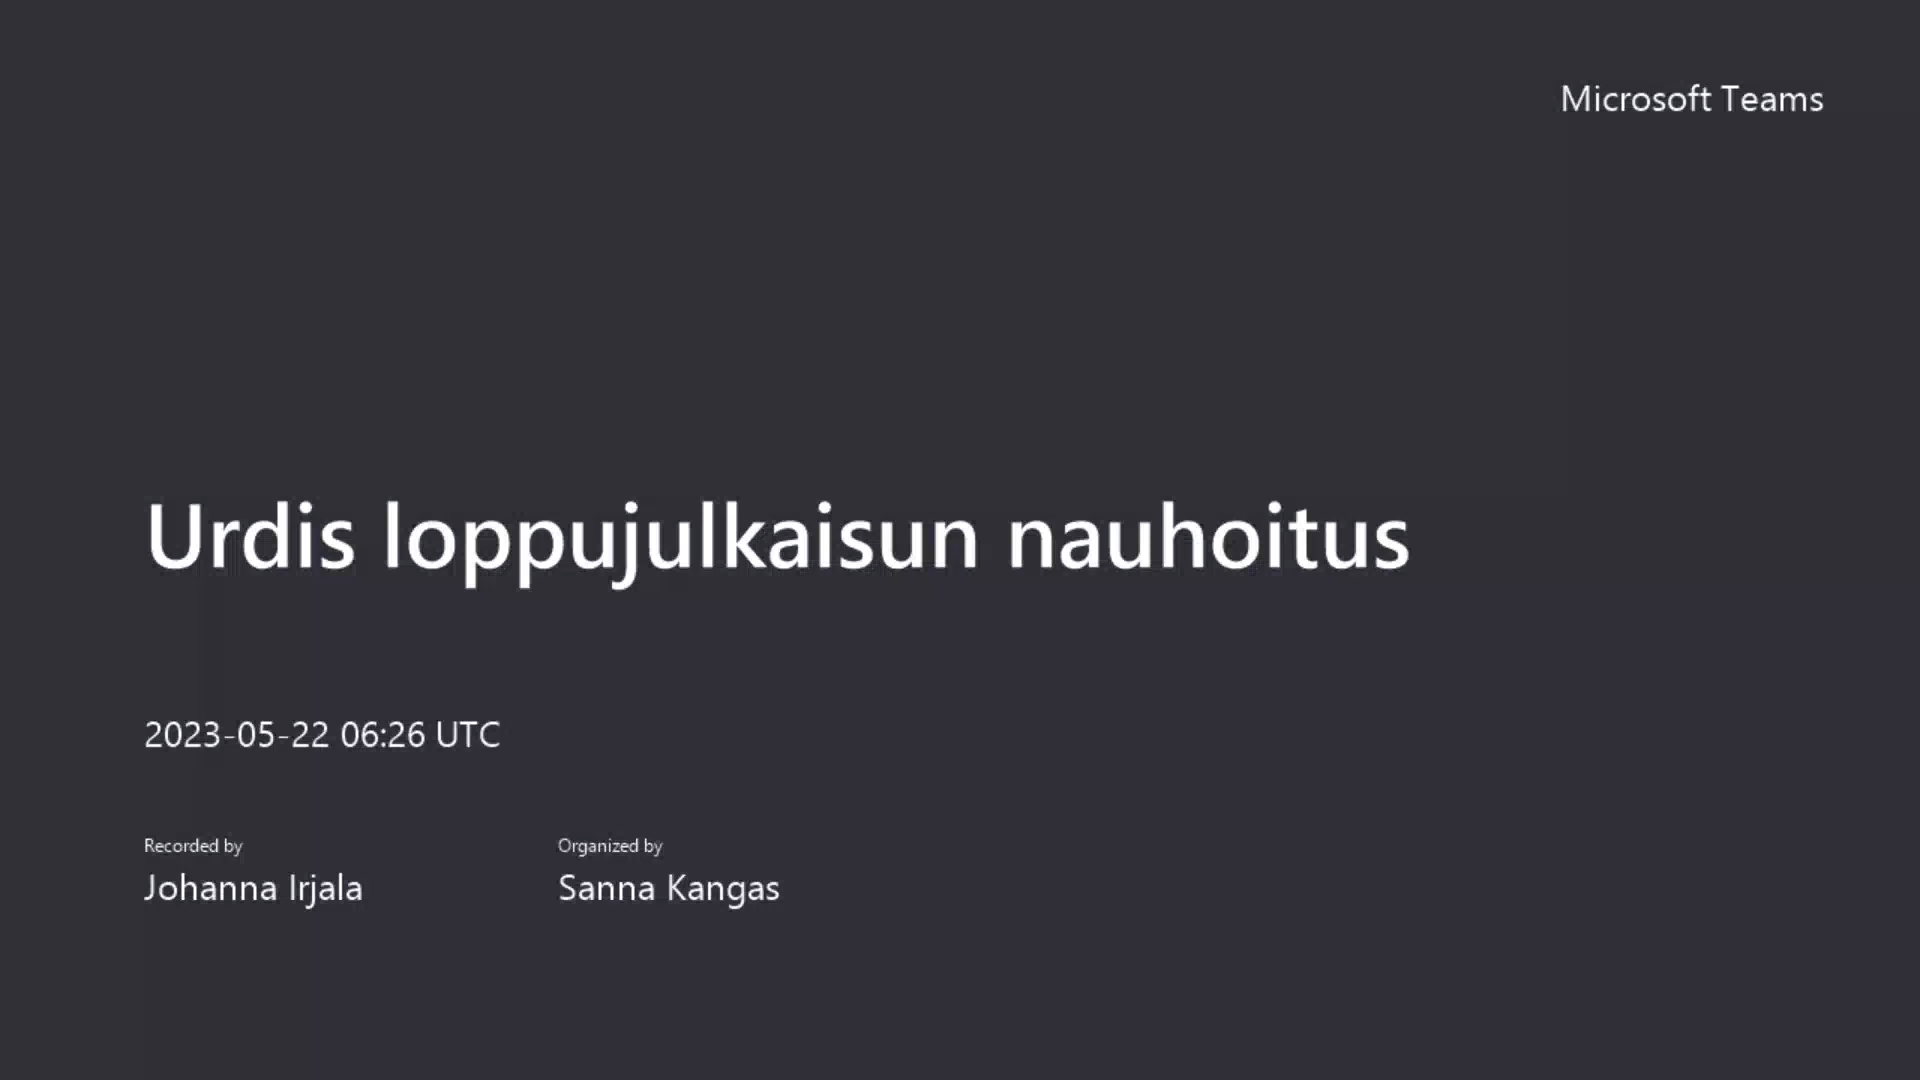 Microsoft Teams
Urdis loppujulkaisun nauhoitus
2023-05-22 06:26 UTC
Recorded by
Organized by
Johanna Irjala
Sanna Kangas